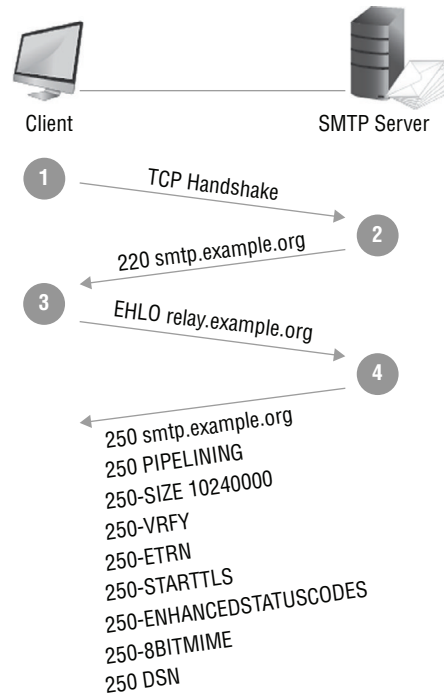 Client
SMTP Server
1
TCP Handshake
2
220 smtp.example.org
3
EHLO relay.example.org
4
250 smtp.example.org
250 PIPELINING
250-SIZE 10240000
250-VRFY
250-ETRN
250-STARTTLS
250-ENHANCEDSTATUSCODES
250-8BITMIME
250 DSN